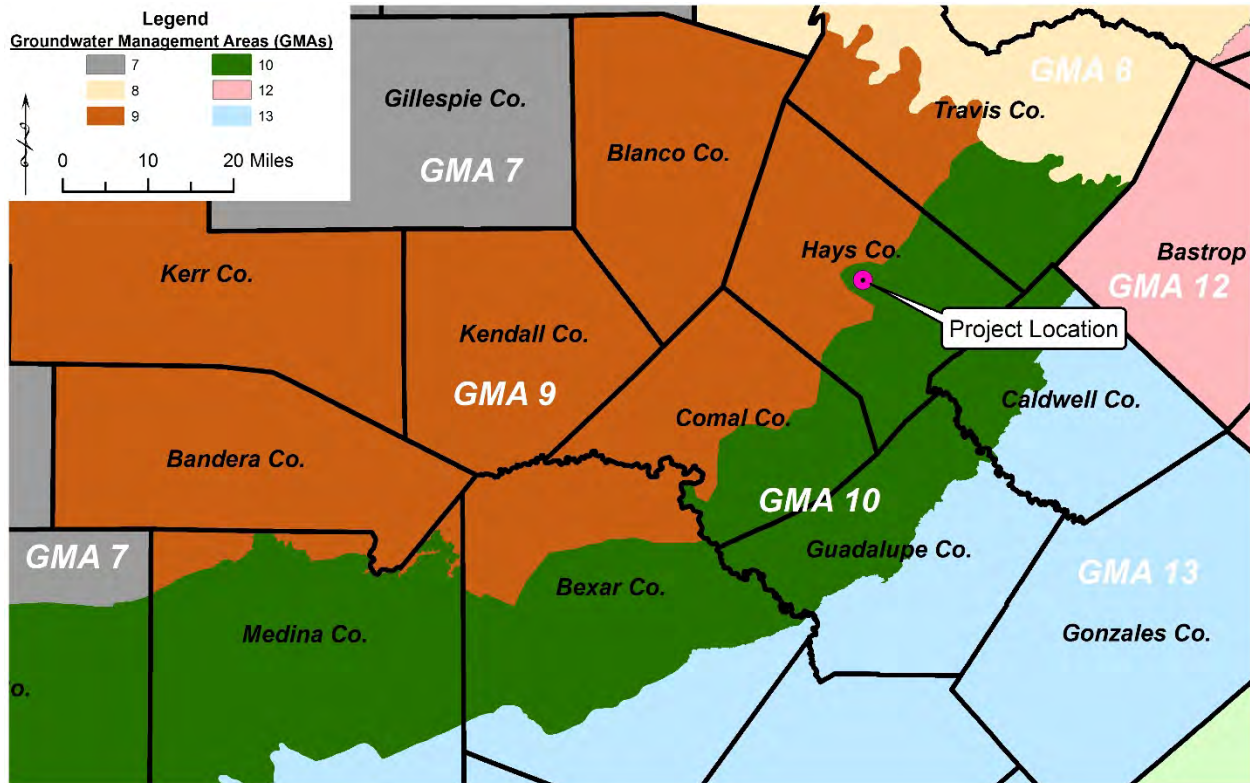 Legend
Groundwater Management Areas (GMAs)
7 10
8 12
9 13
0 10 20 Miles
Gillespie Co.
GMA 7
Blanco Co.
GMA 8
Travis Co.
Kerr Co.
Hays Co.
Bastrop
GMA 12
Project Location
Kendall Co.
GMA 9
Comal Co.
Caldwell Co.
Bandera Co.
GMA 10
GMA 7
Guadalupe Co.
Bexar Co.
GMA 13
Medina Co.
Gonzales Co.
o.